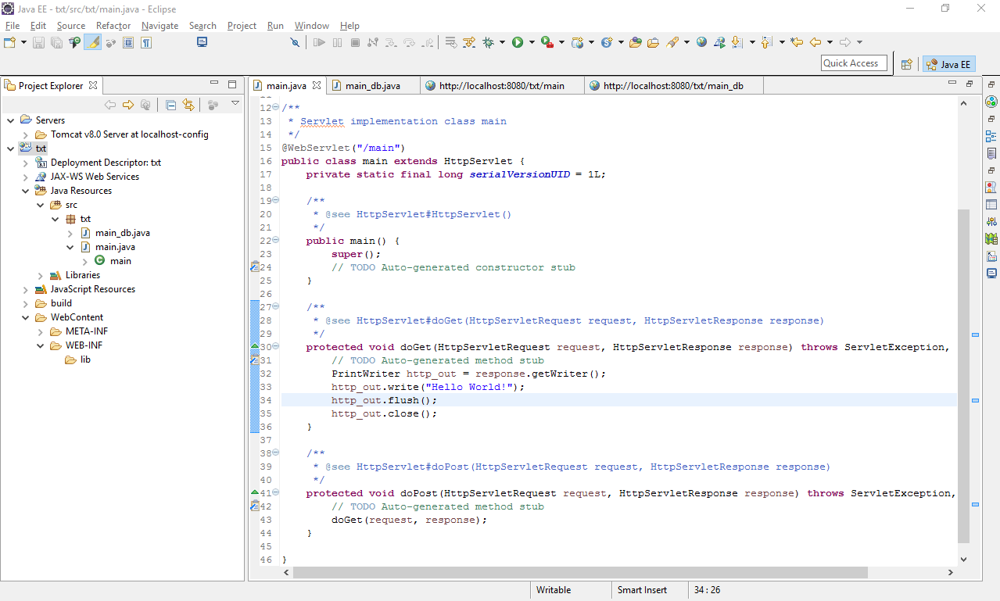 Java EE - txt/src/txt/main.java - Eclipse
File Edit Source Refactor Navigate Search Project Run Window Help
Quick Access
Java EE
Project Explorer
main.java
main_db.java
http://localhost:8080/txt/main
http://localhost:8080/txt/main_db
Servers
Tomcat v8.0 Server at localhost-config
txt
Deployment Descriptor: txt
JAX-WS Web Services
Java Resources
src
txt
main_db.java
main.java
main
Libraries
JavaScript Resources
build
WebContent
META-INF
WEB-INF
lib
12 /**
13 * Servlet implementation class main
14 */
15 @WebServlet("/main")
16 public class main extends HttpServlet {
17 private static final long serialVersionUID = 1L;
18
19 /**
20 * @see HttpServlet#HttpServlet()
21 */
22 public main() {
23 super();
24 // TODO Auto-generated constructor stub
25 }
26
27 /**
28 * @see HttpServlet#doGet(HttpServletRequest request, HttpServletResponse response)
29 */
30 protected void doGet(HttpServletRequest request, HttpServletResponse response) throws ServletException,
31 // TODO Auto-generated method stub
32 PrintWriter http_out = response.getWriter();
33 http_out.write("Hello World!");
34 http_out.flush();
35 http_out.close();
36 }
37
38 /**
39 * @see HttpServlet#doPost(HttpServletRequest request, HttpServletResponse response)
40 */
41 protected void doPost(HttpServletRequest request, HttpServletResponse response) throws ServletException,
42 // TODO Auto-generated method stub
43 doGet(request, response);
44 }
45
46 }
Writable
Smart Insert
34 : 26